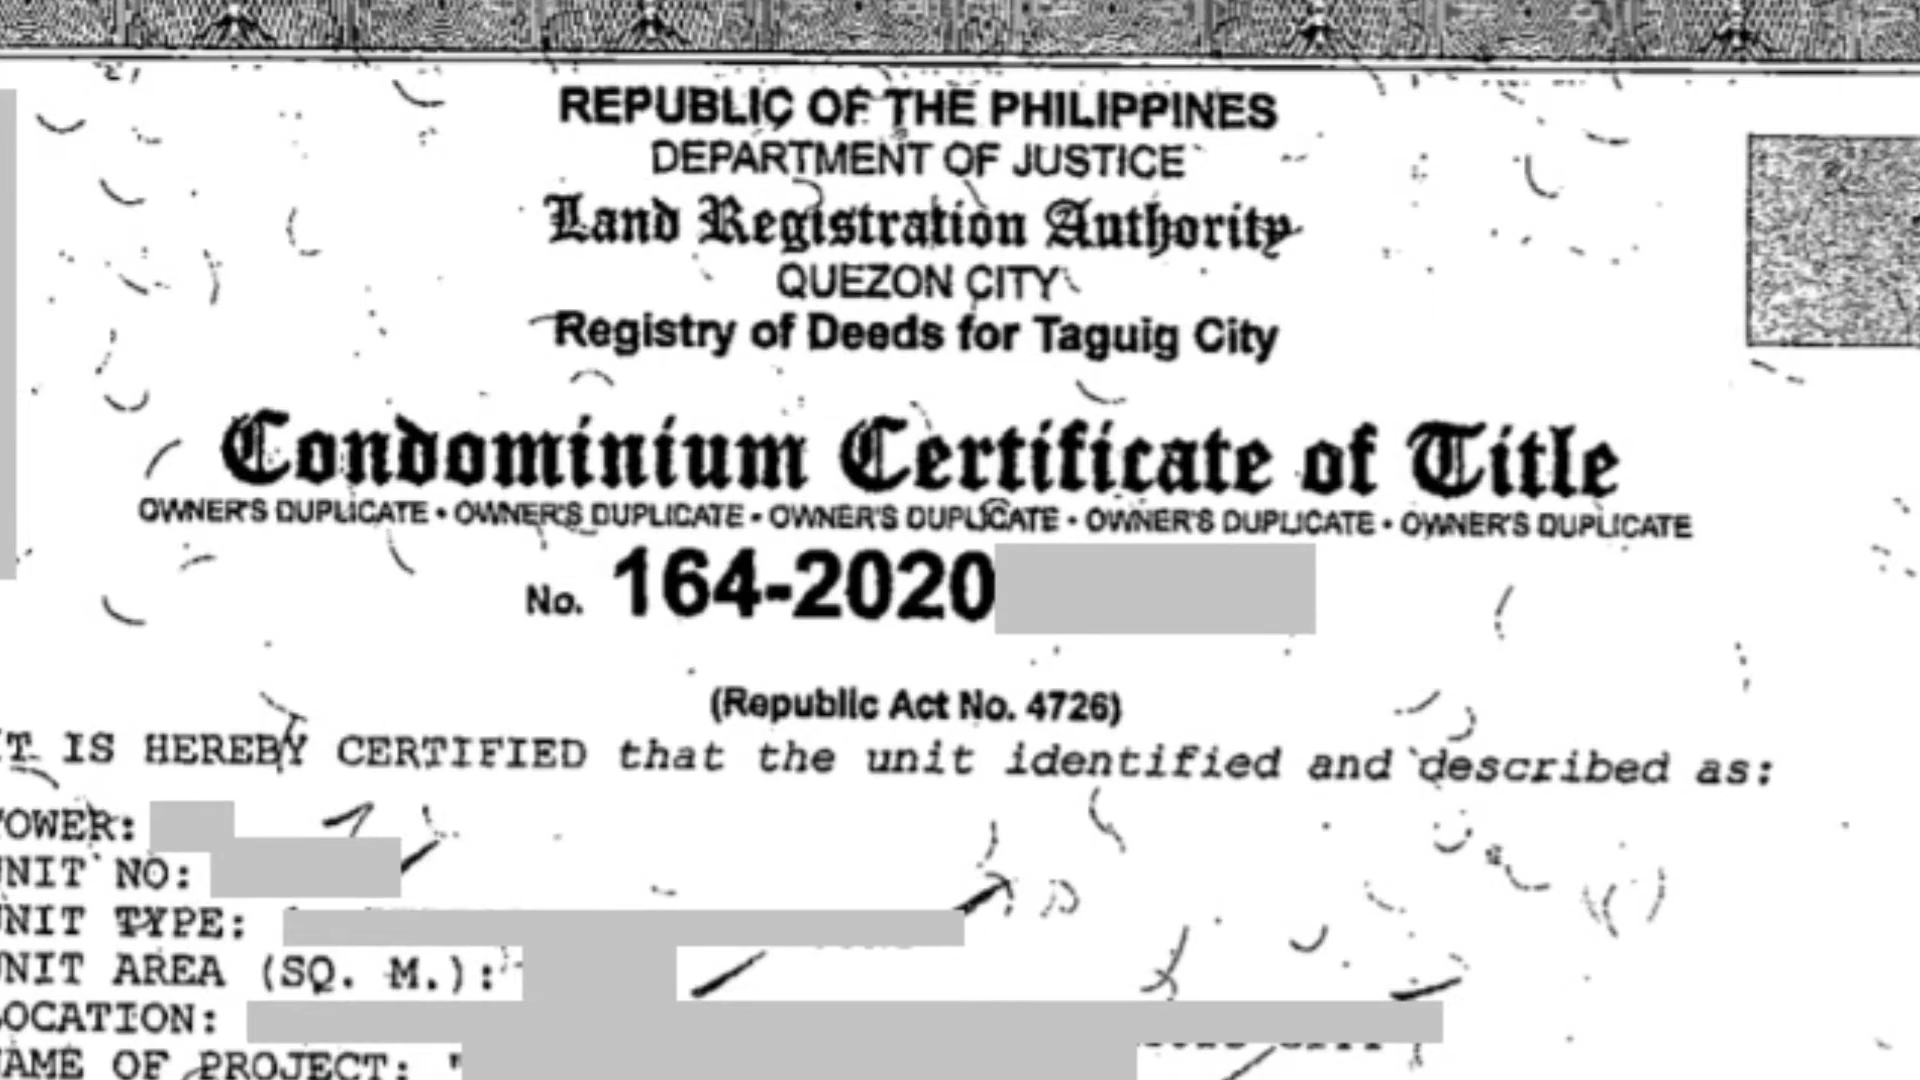 REPUBLIC OF THE PHILIPPINES
DEPARTMENT OF JUSTICE
Land Registration Authority
QUEZON CITY
Registry of Deeds for Taguig City
Condominium Certificate of Title
OWNER'S DUPLICATE • OWNER'S DUPLICATE • OWNER'S DUPLICATE • OWNER'S DUPLICATE • OWNER'S DUPLICATE
No. 164-2020
(Republic Act No. 4726)
IT IS HEREBY CERTIFIED that the unit identified and described as:
TOWER:
UNIT NO:
UNIT TYPE:
UNIT AREA (SQ. M.):
LOCATION:
NAME OF PROJECT: "